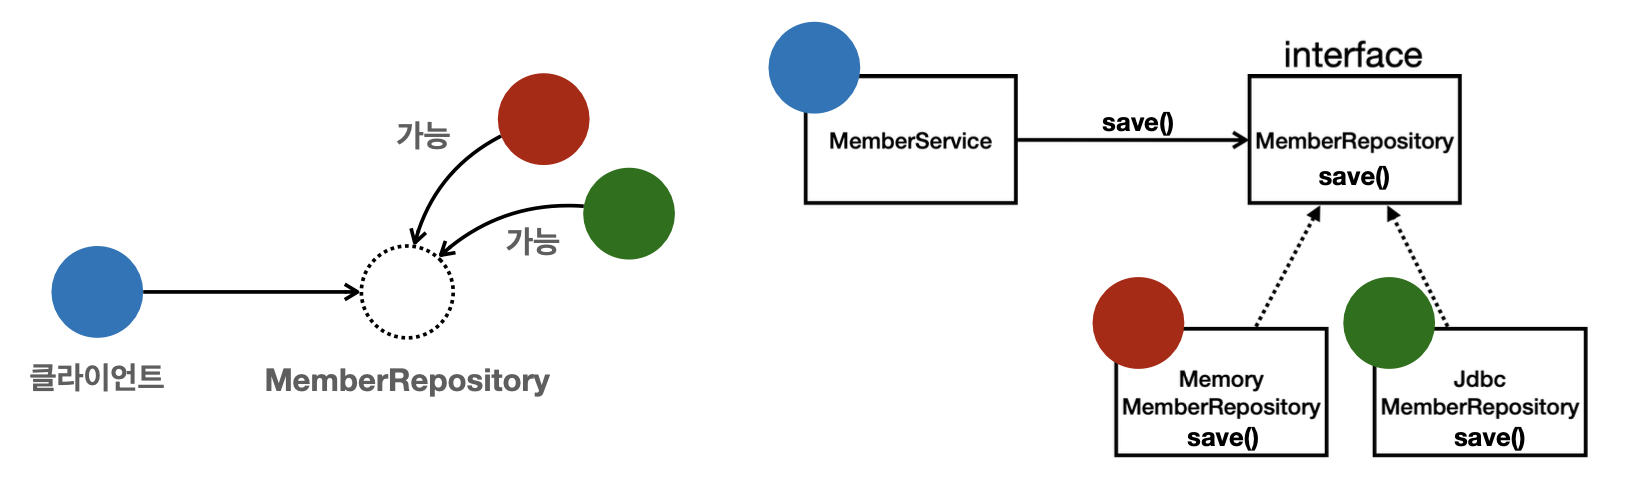 가능
가능
클라이언트
MemberRepository
interface
MemberService
save()
MemberRepository
save()
Memory
MemberRepository
save()
Jdbc
MemberRepository
save()